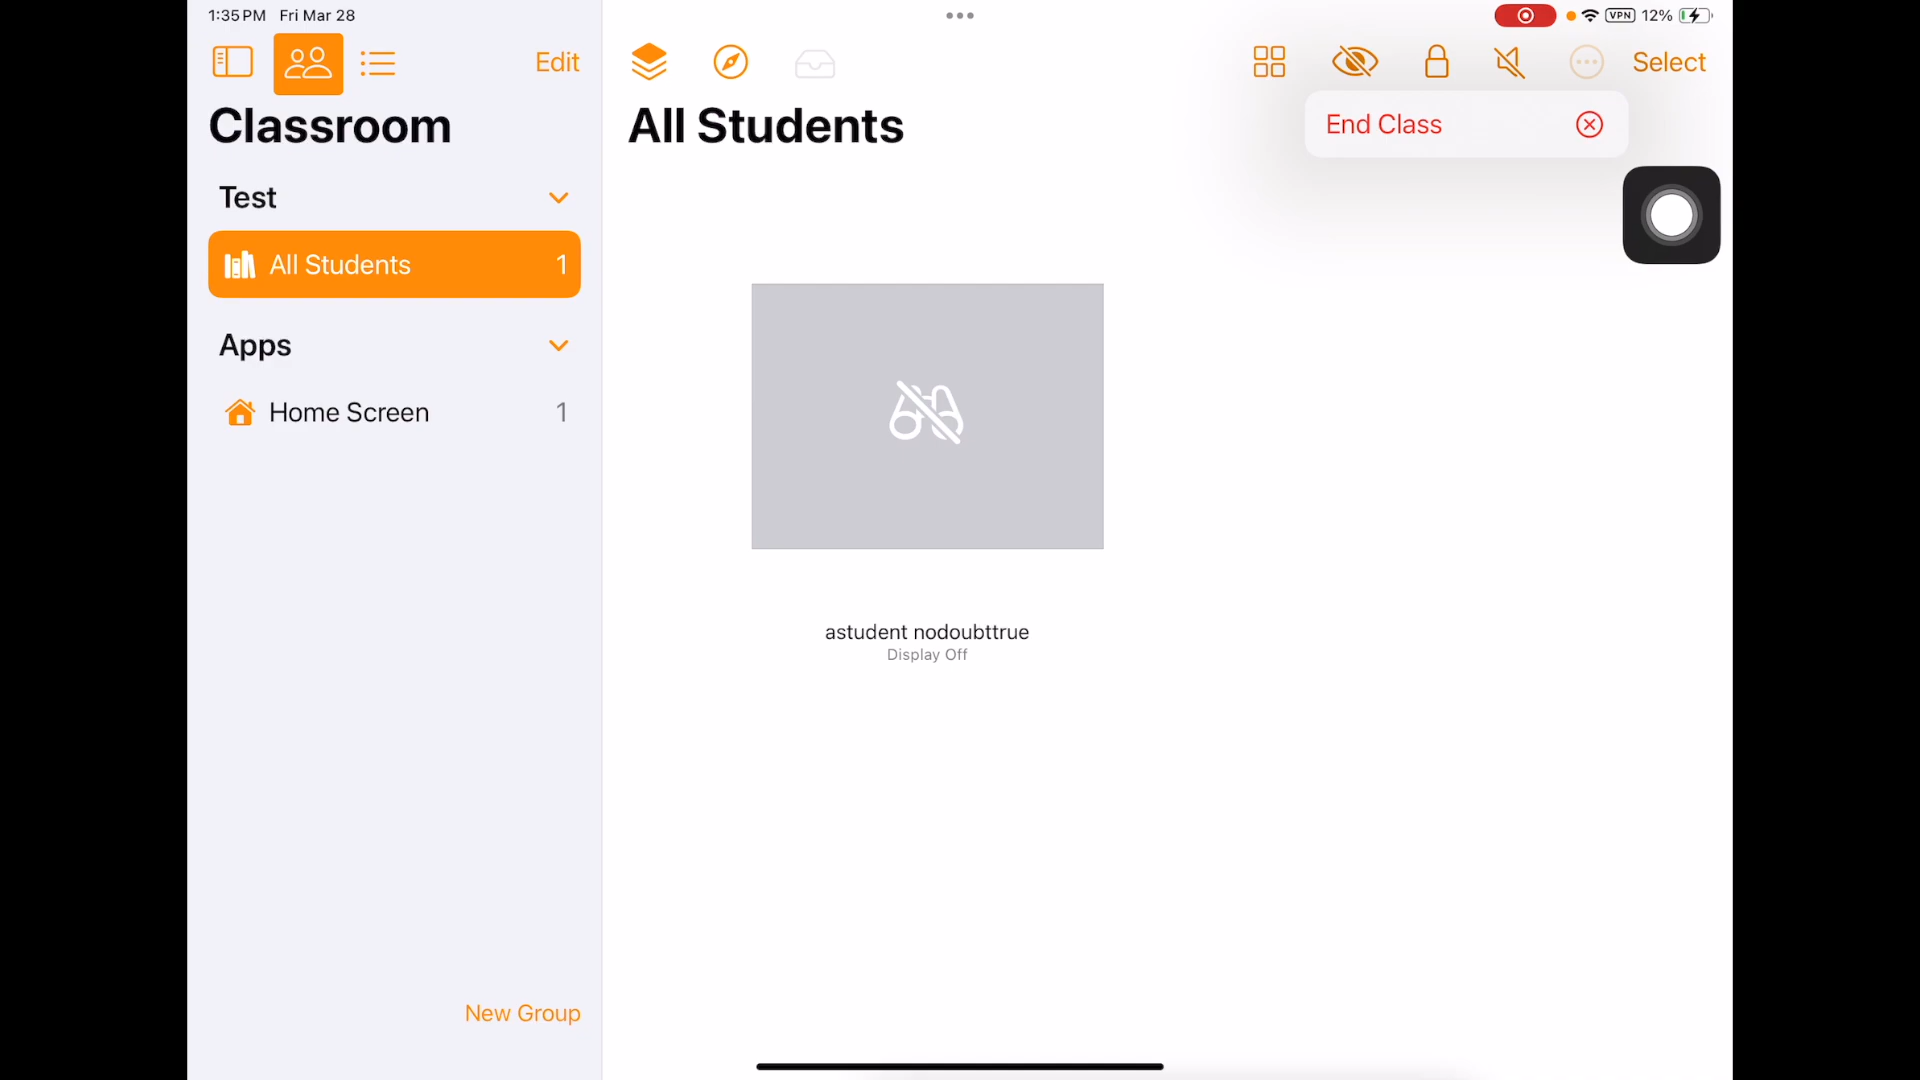 1:35 PM Fri Mar 28
VPN 12%
Edit
Select
Classroom
All Students
End Class
Test
All Students 1
Apps
Home Screen 1
astudent nodoubttrue
Display Off
New Group